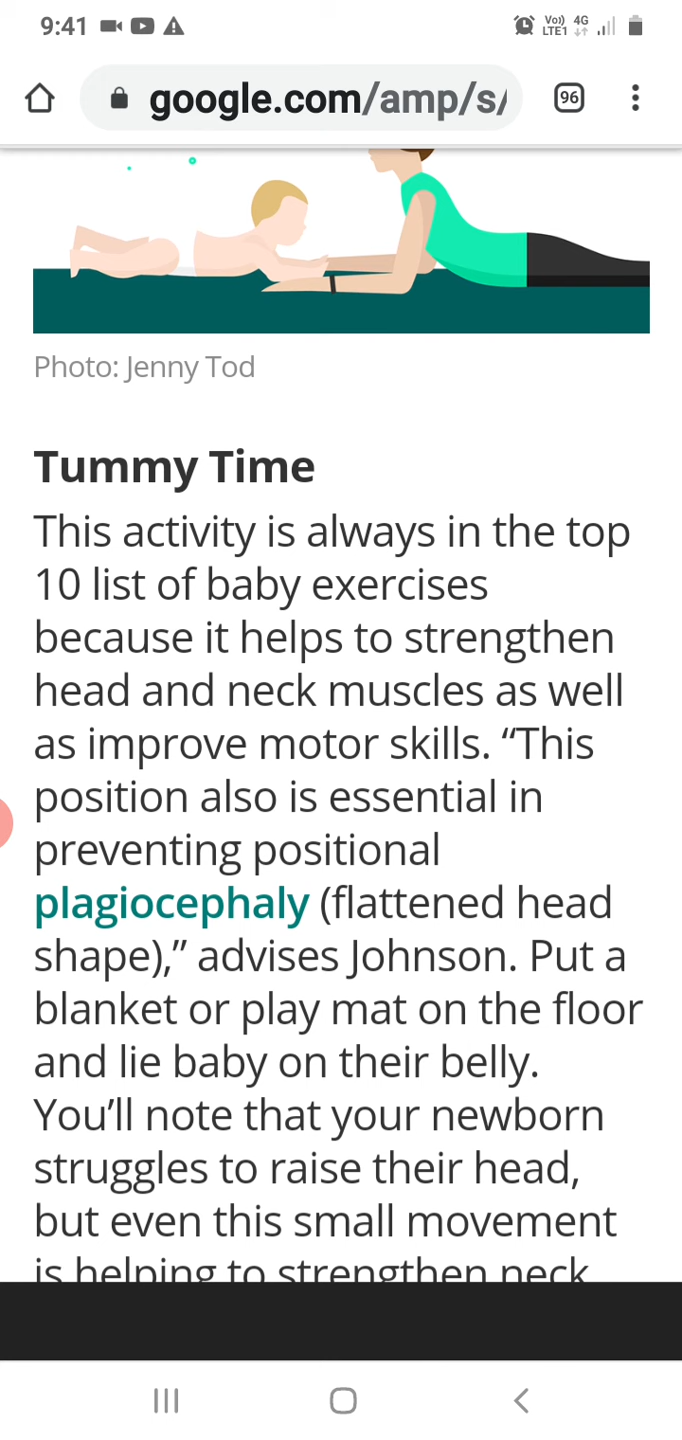 9:41
Vo)) 4G
LTE1
google.com/amp/s/
96
Photo: Jenny Tod
Tummy Time
This activity is always in the top
10 list of baby exercises
because it helps to strengthen
head and neck muscles as well
as improve motor skills. “This
position also is essential in
preventing positional
plagiocephaly (flattened head
shape),” advises Johnson. Put a
blanket or play mat on the floor
and lie baby on their belly.
You’ll note that your newborn
struggles to raise their head,
but even this small movement
is helping to strengthen neck